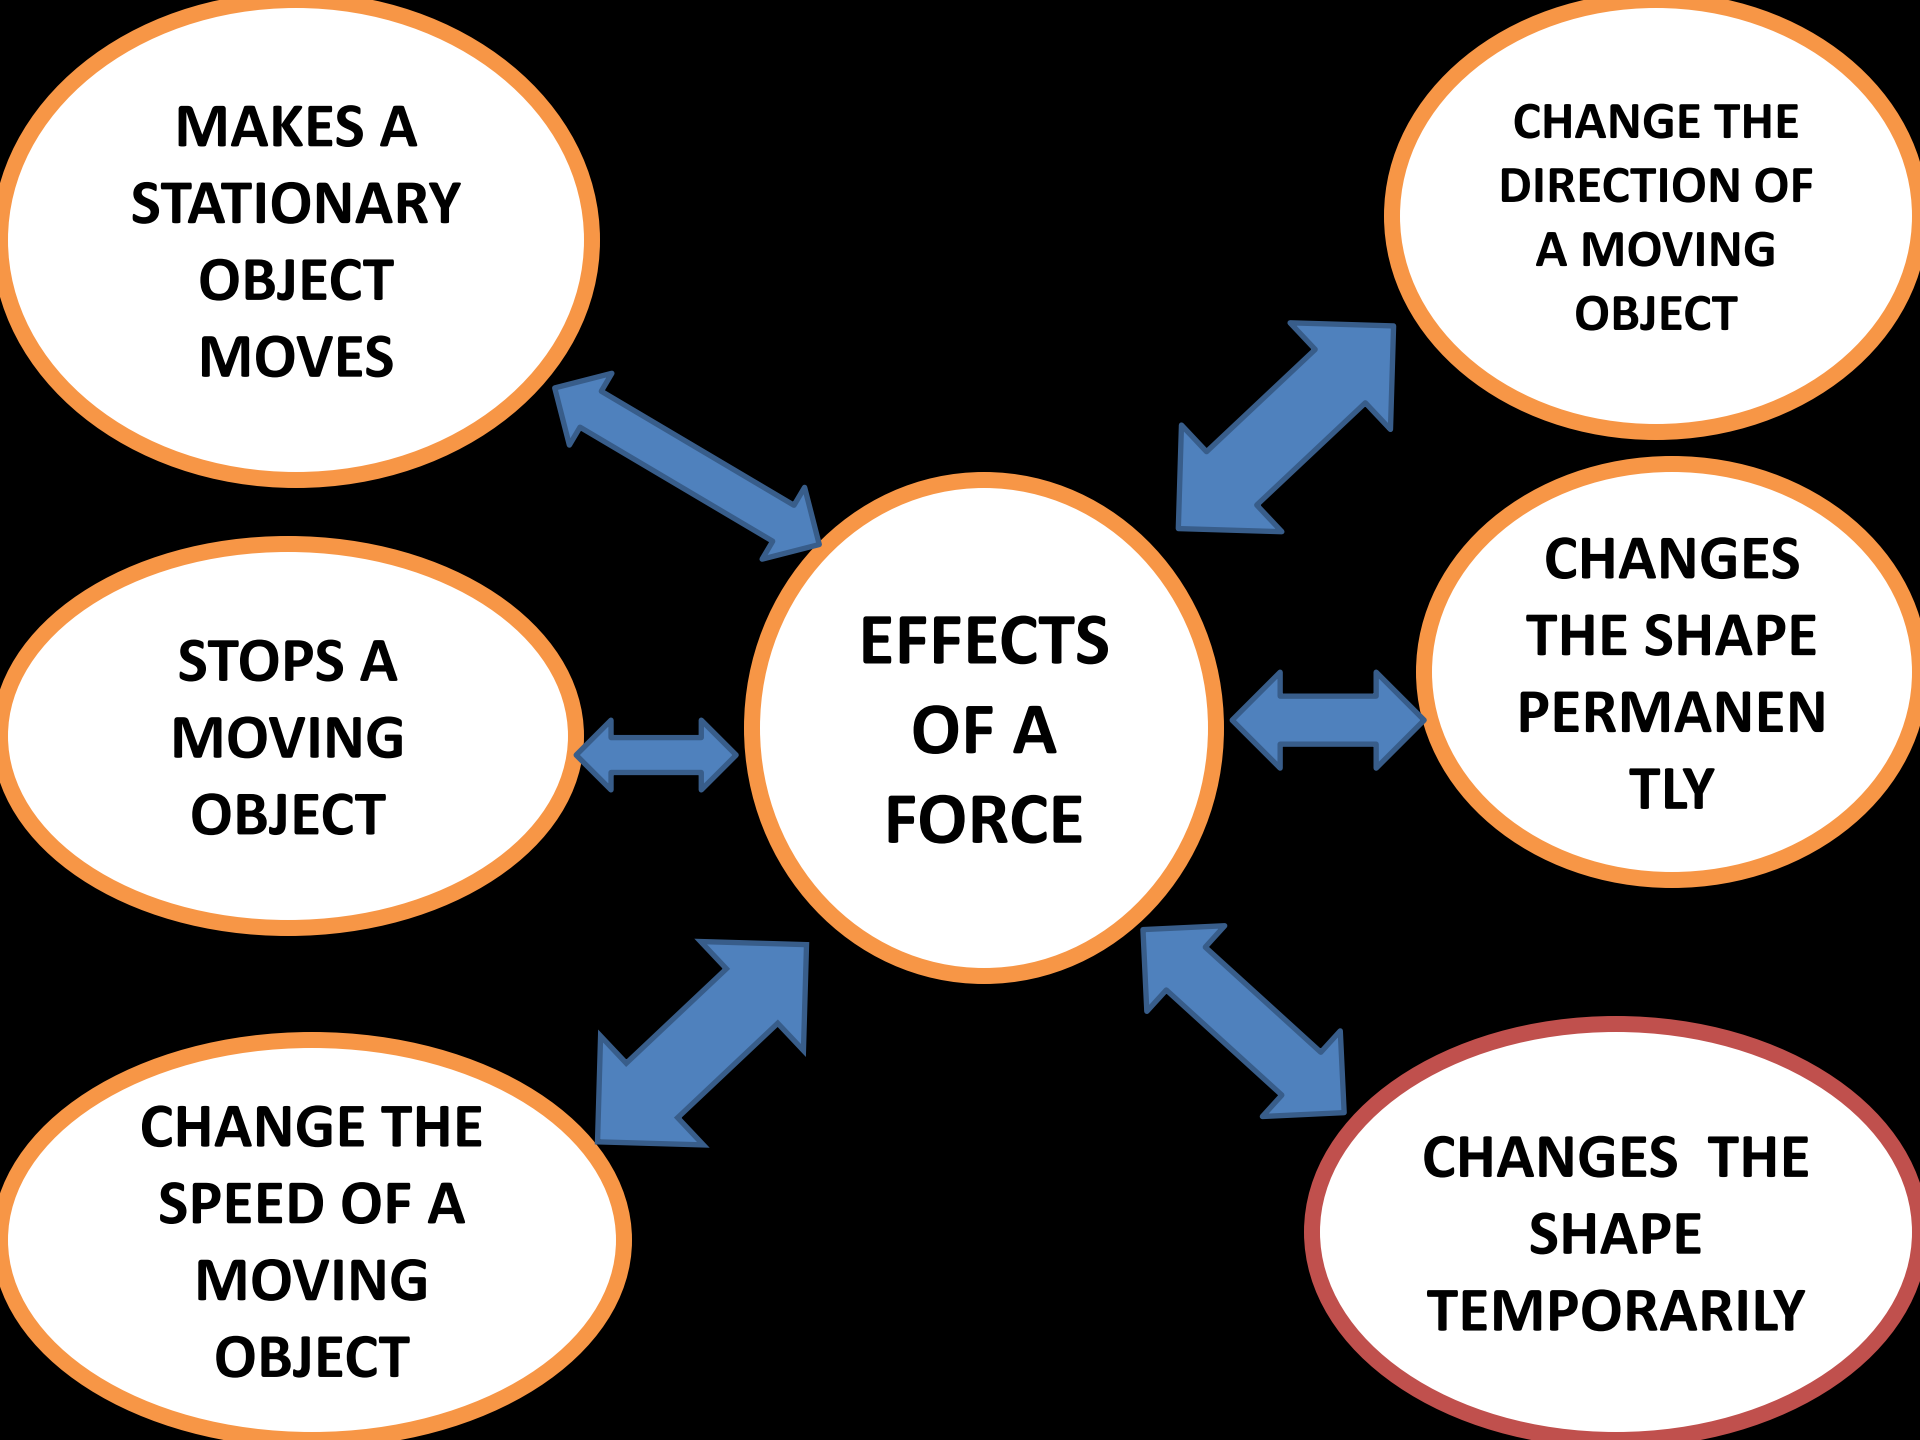 MAKES A
STATIONARY
OBJECT
MOVES
CHANGE THE
DIRECTION OF
A MOVING
OBJECT
STOPS A
MOVING
OBJECT
EFFECTS
OF A
FORCE
CHANGES
THE SHAPE
PERMANEN
TLY
CHANGE THE
SPEED OF A
MOVING
OBJECT
CHANGES  THE
SHAPE
TEMPORARILY